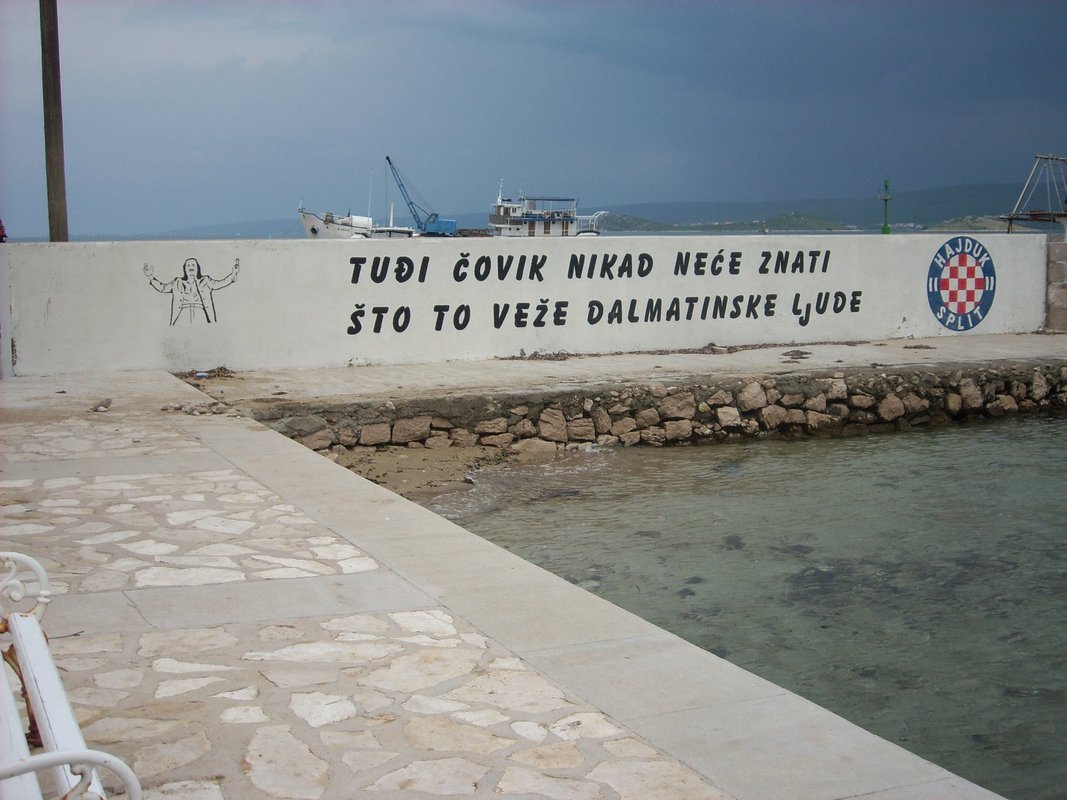 TUĐI ČOVIK NIKAD NEĆE ZNATI
ŠTO TO VEŽE DALMATINSKE LjUDE
HAJDUK
SPLIT